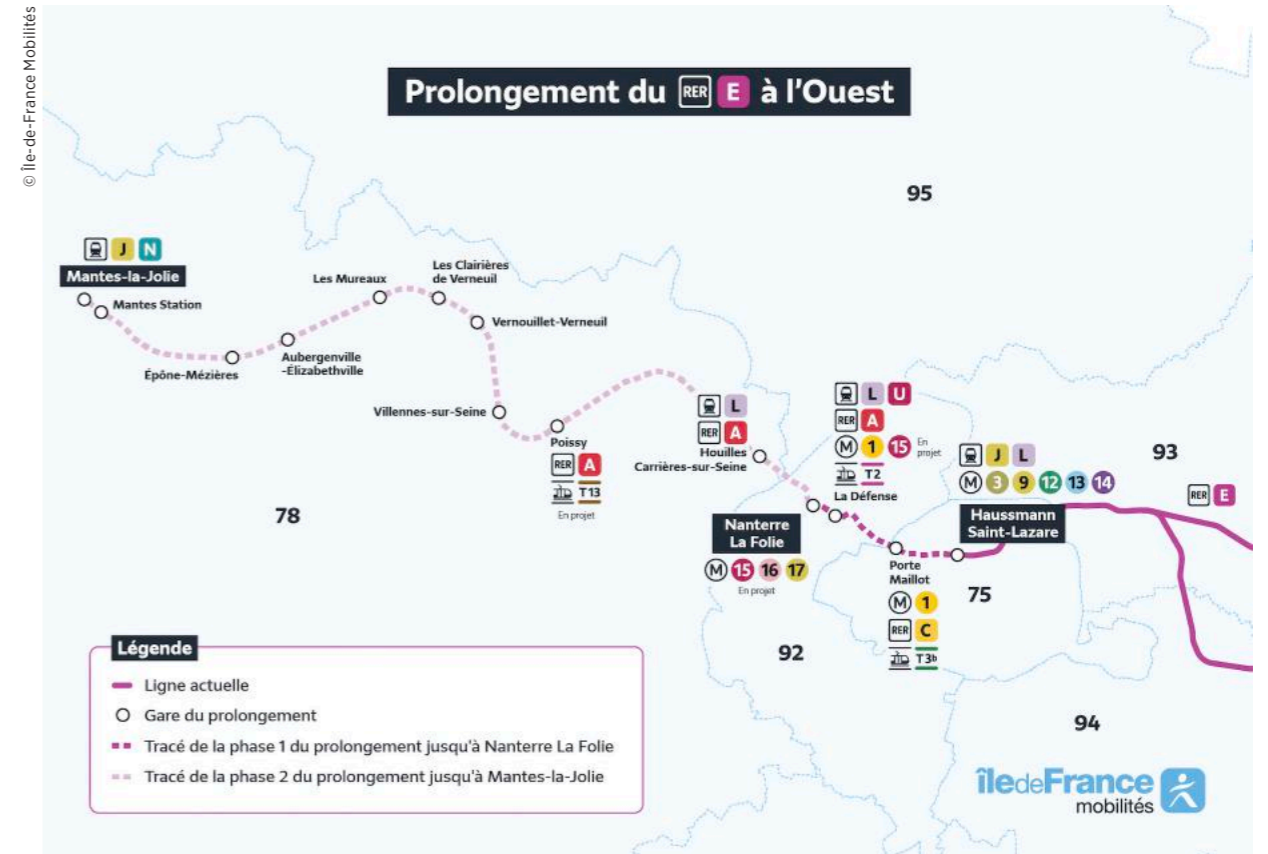 © Île-de-France Mobilités
Prolongement du RER E à l'Ouest
95
J N
Mantes-la-Jolie
Mantes Station
Épône-Mézières
Aubergenville
-Élizabethville
Les Mureaux
Les Clairières
de Verneuil
Vernouillet-Verneuil
Villennes-sur-Seine
Poissy
RER A
T13
En projet
L
RER A
Houilles
Carrières-sur-Seine
L U
RER A
M 1 15 En
projet
T2
La Défense
Nanterre
La Folie
M 15 16 17
En projet
J L
M 3 9 12 13 14
Haussmann
Saint-Lazare
Porte
Maillot
M 1
RER C
T3b
93
RER E
78
75
92
94
Légende
Ligne actuelle
Gare du prolongement
Tracé de la phase 1 du prolongement jusqu'à Nanterre La Folie
Tracé de la phase 2 du prolongement jusqu'à Mantes-la-Jolie
îledeFrance
mobilités